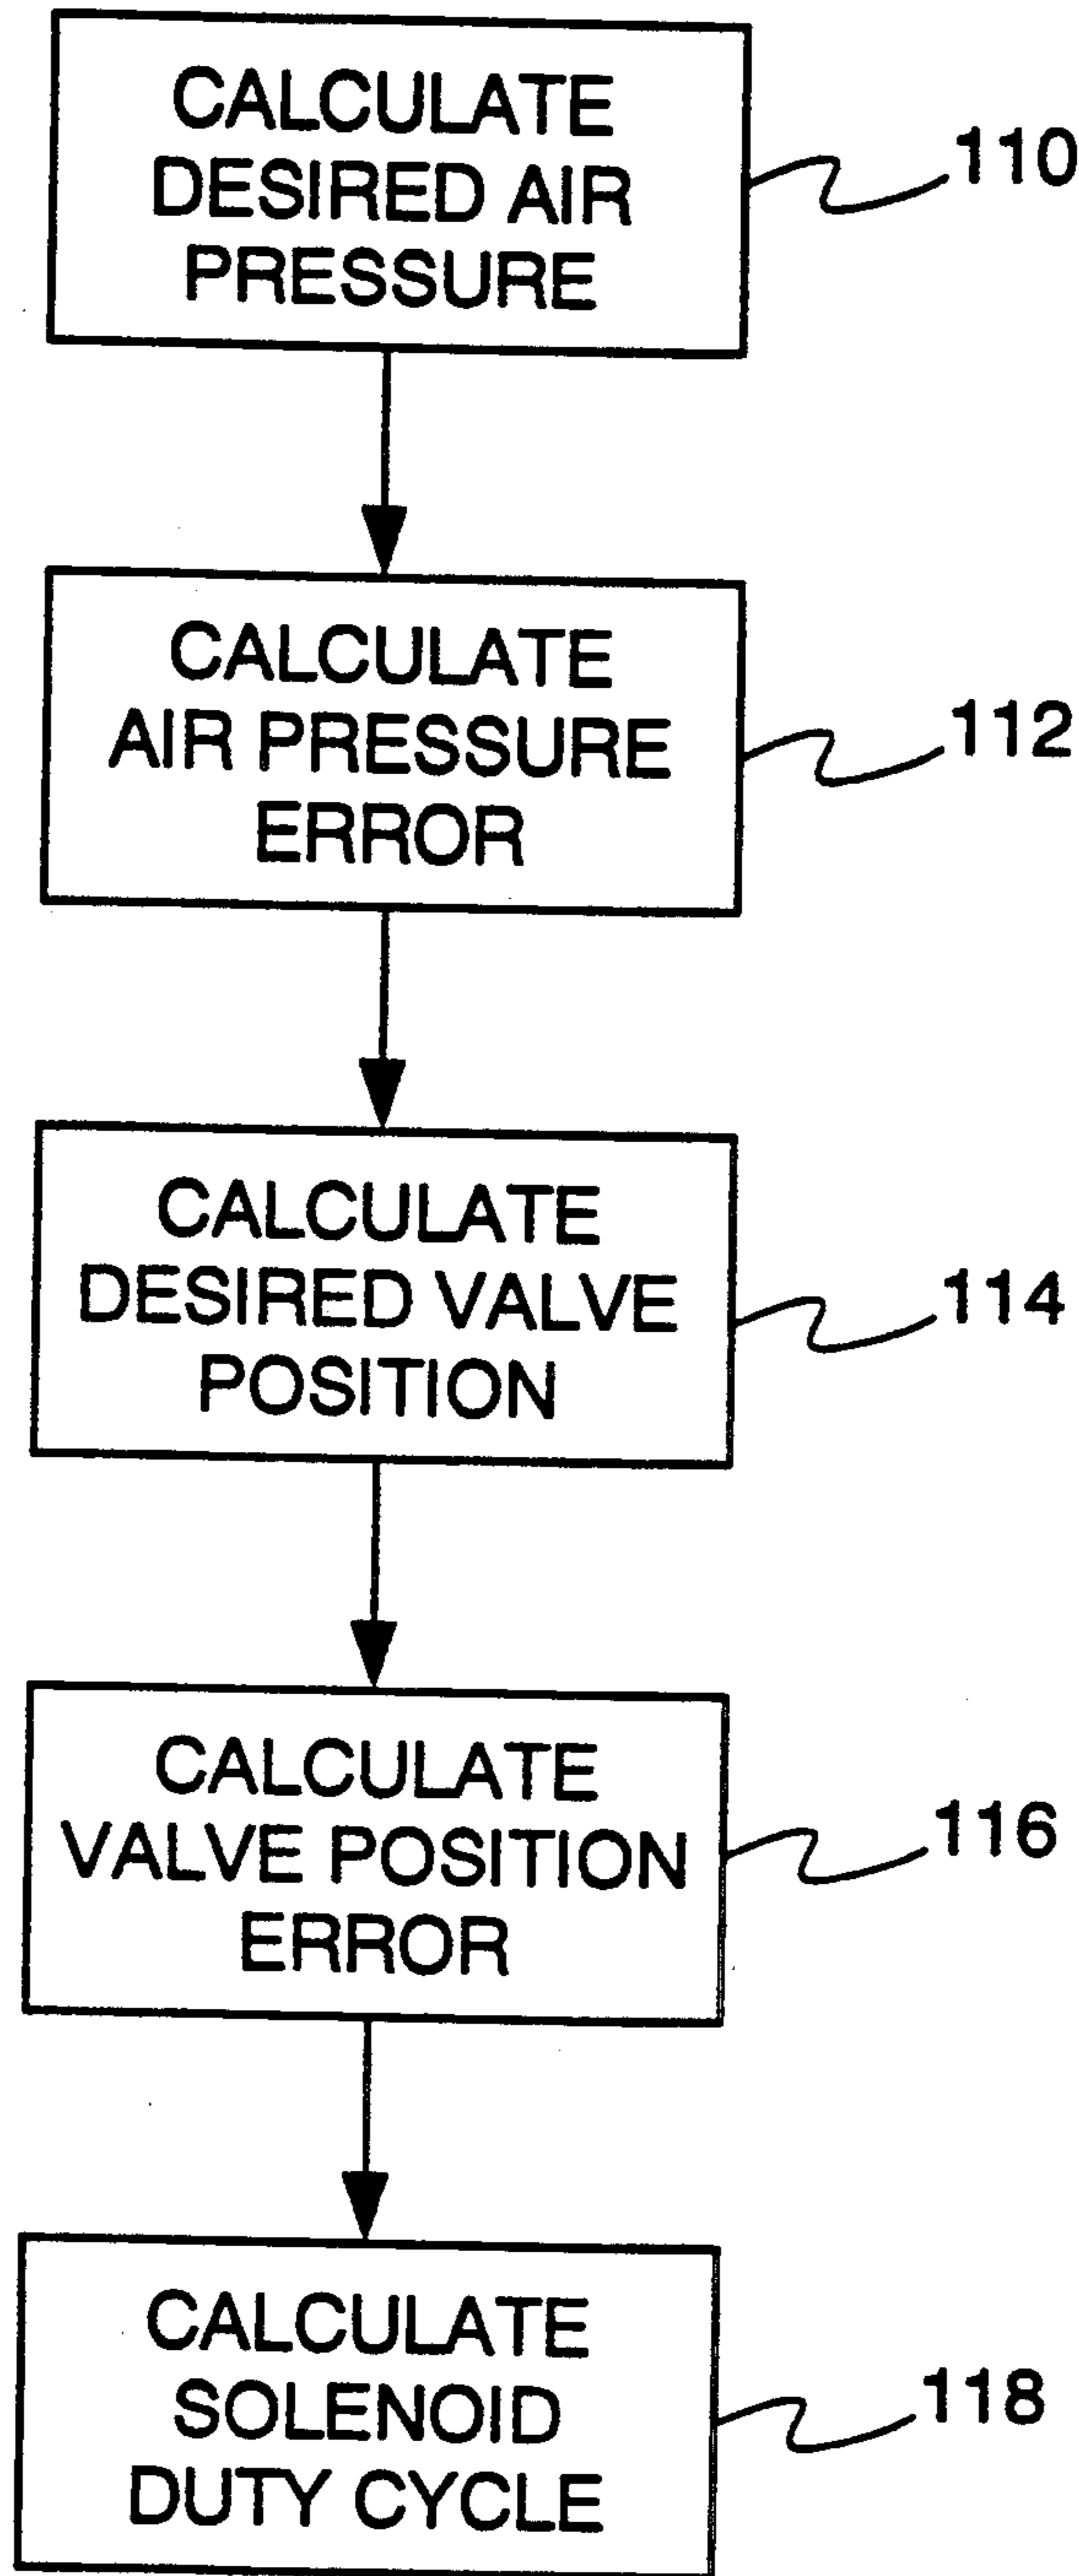 CALCULATE
DESIRED AIR
PRESSURE
110
CALCULATE
AIR PRESSURE
ERROR
112
CALCULATE
DESIRED VALVE
POSITION
114
CALCULATE
VALVE POSITION
ERROR
116
CALCULATE
SOLENOID
DUTY CYCLE
118